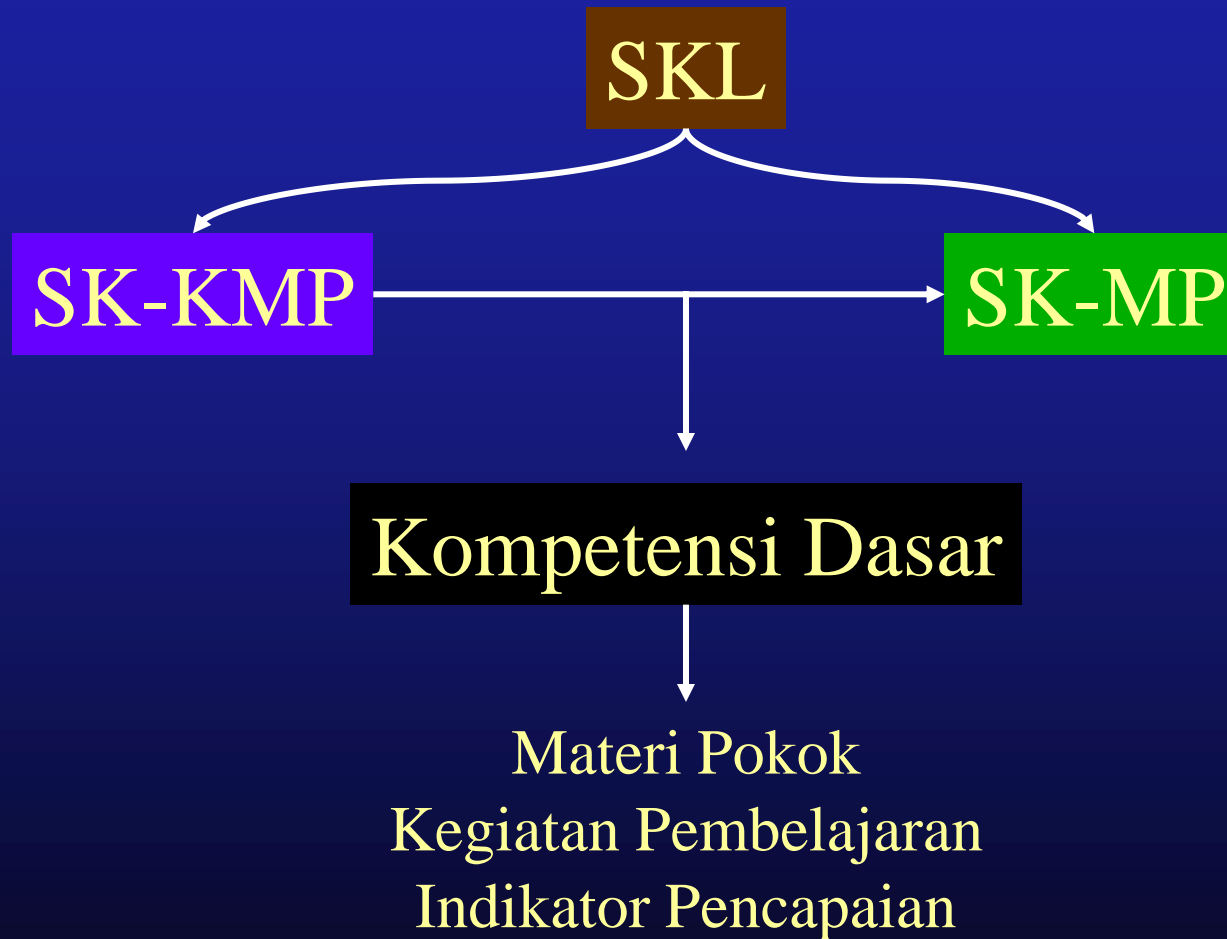 SKL
SK-KMP
SK-MP
Kompetensi Dasar
Materi Pokok
Kegiatan Pembelajaran
Indikator Pencapaian